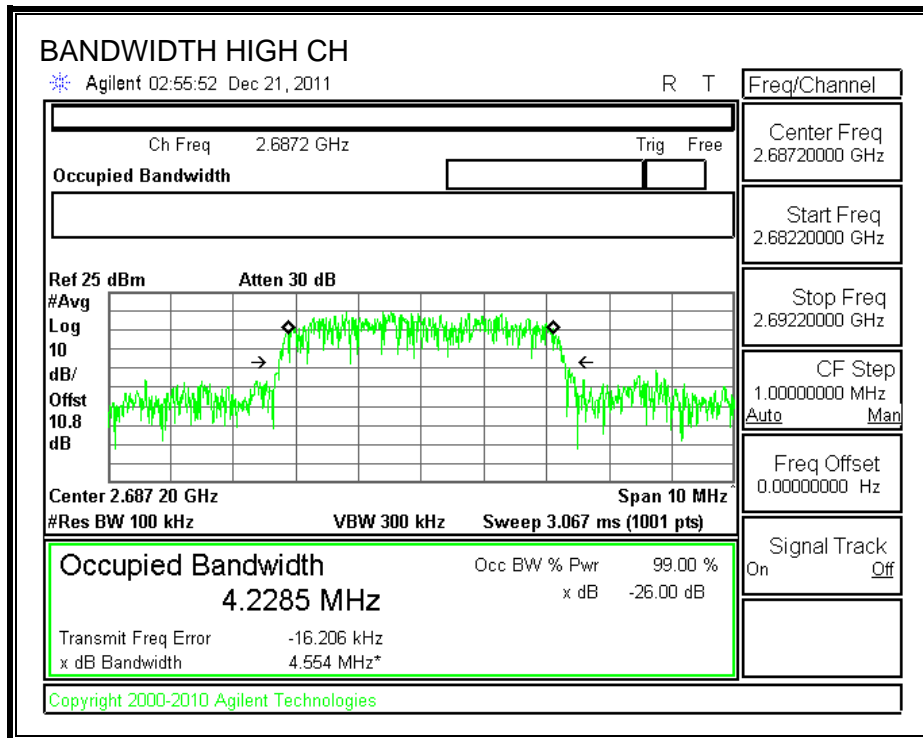 BANDWIDTH HIGH CH
Agilent 02:55:52 Dec 21, 2011 R T
Freq/Channel
Ch Freq 2.6872 GHz Trig Free
Occupied Bandwidth
Center Freq
2.68720000 GHz
Start Freq
2.68220000 GHz
Stop Freq
2.69220000 GHz
CF Step
1.00000000 MHz
Auto Man
Freq Offset
0.00000000 Hz
Signal Track
On Off
Ref 25 dBm Atten 30 dB
#Avg
Log
10
dB/
Offst
10.8
dB
Center 2.687 20 GHz Span 10 MHz^
#Res BW 100 kHz VBW 300 kHz Sweep 3.067 ms (1001 pts)
Occupied Bandwidth Occ BW % Pwr 99.00 %
4.2285 MHz x dB -26.00 dB
Transmit Freq Error -16.206 kHz
x dB Bandwidth 4.554 MHz*
Copyright 2000-2010 Agilent Technologies